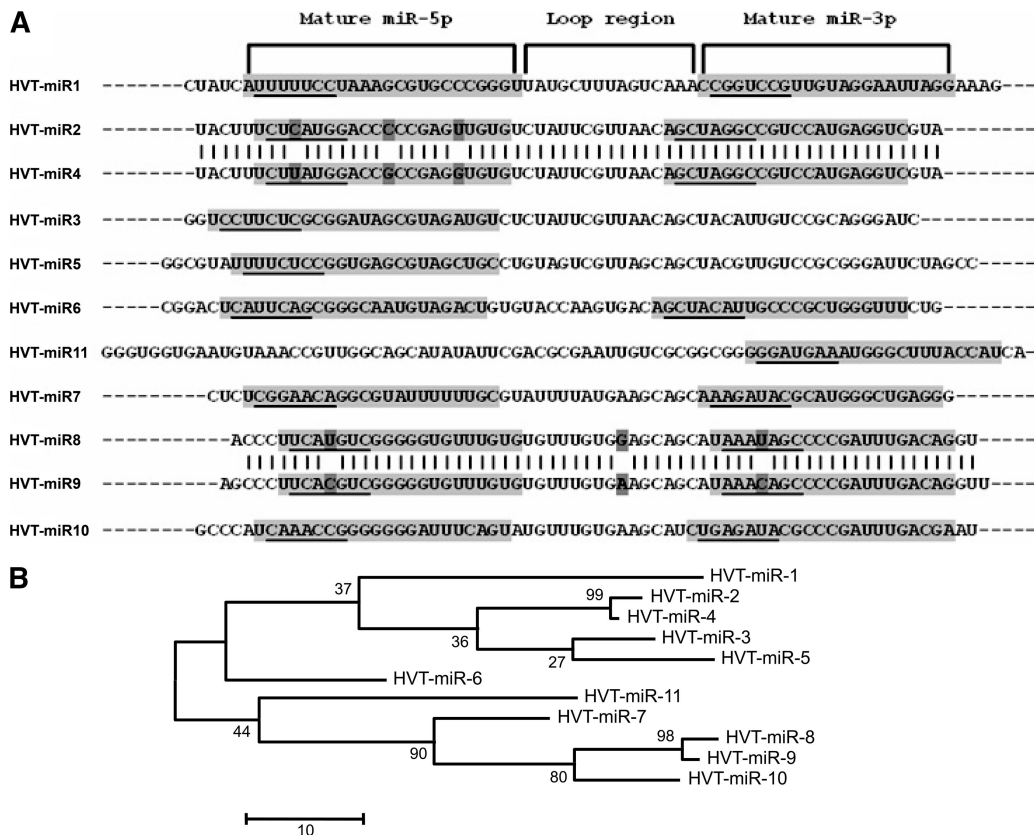 A
Mature miR-5p Loop region Mature miR-3p
HVT-miR1 ------CUAUCAUUUUUCCUAAAGCGUGCCCGGGUUAUGCUUUAGUCAAACCGGUCCGUUGUAGGAAUUAGGAAAG---
HVT-miR2 --------UACUUUCUCAUGGACCCCCGAGUUGUGUCUAUUCGUUAACAGCUAGGCCGUCCAUGAGGUCGUA--------
HVT-miR4 --------UACUUUCUUAUGGACCGCCGAGGUGUGUCUAUUCGUUAACAGCUAGGCCGUCCAUGAGGUCGUA--------
HVT-miR3 -------GGUCCUUCUCGCGGAUAGCGUAGAUGUCUCUAUUCGUUAACAGCUACAUUGUCCGCAGGGAUC----------
HVT-miR5 -----GGCGUAUUUUCUCCGGUGAGCGUAGCUGCCUGUAGUCGUUAGCAGCUACGUUGUCCGCGGGAUUCUAGCC-----
HVT-miR6 -----CGGACUCAUUCAGCGGGCAAUGUAGACUGUGUACCAAGUGACAGCUACAUUGCCCGCUGGGUUUCUG--------
HVT-miR11 GGGUGGUGAAUGUAAACCGUUGGCAGCAUAUAUUCGACGCGAAUUGUCGCGGCGGGGGAUGAAAUGGGCUUUACCAUCA-
HVT-miR7 ---------CUCUCGGAACAGGCGUAUUUUUGCGUAUUUUAUGAAGCAGCAAAGAUACGCAUGGGCUGAGGG-------
HVT-miR8 -----------ACCCUUCAUGUCGGGGGUGUUUGUGUGUUUGUGGAGCAGCAUAAAUAGCCCCGAUUUGACAGGU-----
HVT-miR9 ----------AGCCCUUCACGUCGGGGGUGUUUGUGUGUUUGUGAAGCAGCAUAAACAGCCCCGAUUUGACAGGUU----
HVT-miR10 --------GCCCAUCAAACCGGGGGGGAUUUCAGUAUGUUUGUGAAGCAUCUGAGAUACGCCCGAUUUGACGAAU-----
B
HVT-miR-1
37
99
HVT-miR-2
HVT-miR-4
36
HVT-miR-3
27
HVT-miR-5
HVT-miR-6
HVT-miR-11
44
HVT-miR-7
90
98
HVT-miR-8
HVT-miR-9
80
HVT-miR-10
10